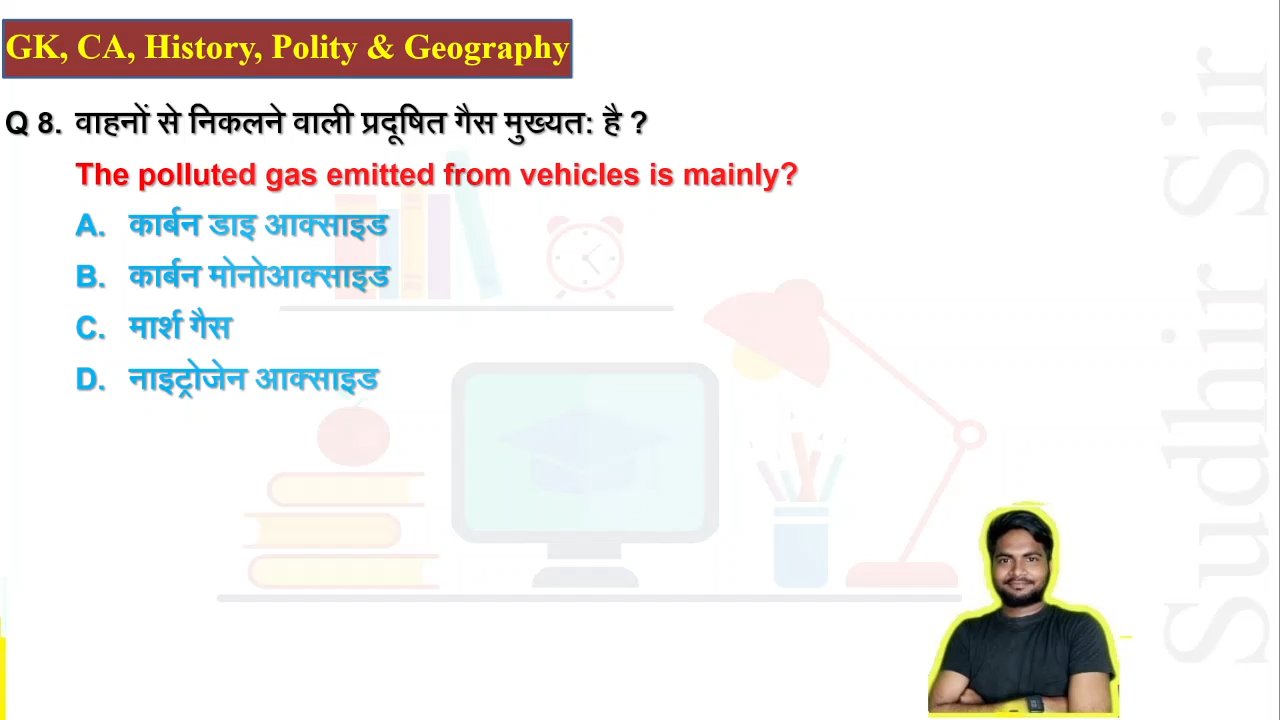 GK, CA, History, Polity & Geography
Q 8. वाहनों से निकलने वाली प्रदूषित गैस मुख्यत: है ?
The polluted gas emitted from vehicles is mainly?
A. कार्बन डाइ आक्साइड
B. कार्बन मोनोआक्साइड
C. मार्श गैस
D. नाइट्रोजेन आक्साइड
Sudhir Sir